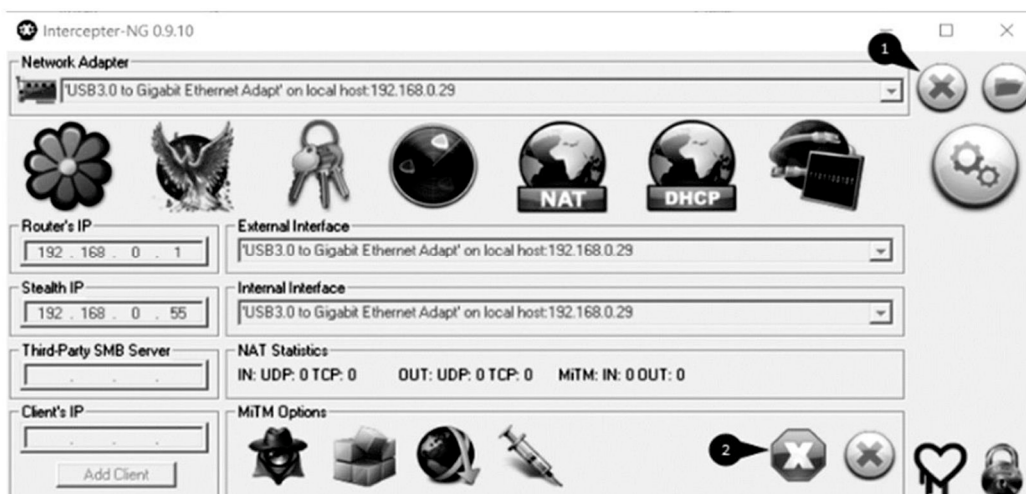 Intercepter-NG 0.9.10
1
Network Adapter
'USB3.0 to Gigabit Ethernet Adapt' on local host:192.168.0.29
NAT
DHCP
Router's IP
192 . 168 . 0 . 1
External Interface
'USB3.0 to Gigabit Ethernet Adapt' on local host:192.168.0.29
Stealth IP
192 . 168 . 0 . 55
Internal Interface
'USB3.0 to Gigabit Ethernet Adapt' on local host:192.168.0.29
Third-Party SMB Server
NAT Statistics
IN: UDP: 0 TCP: 0 OUT: UDP: 0 TCP: 0 MiTM: IN: 0 OUT: 0
Client's IP
MiTM Options
2
Add Client